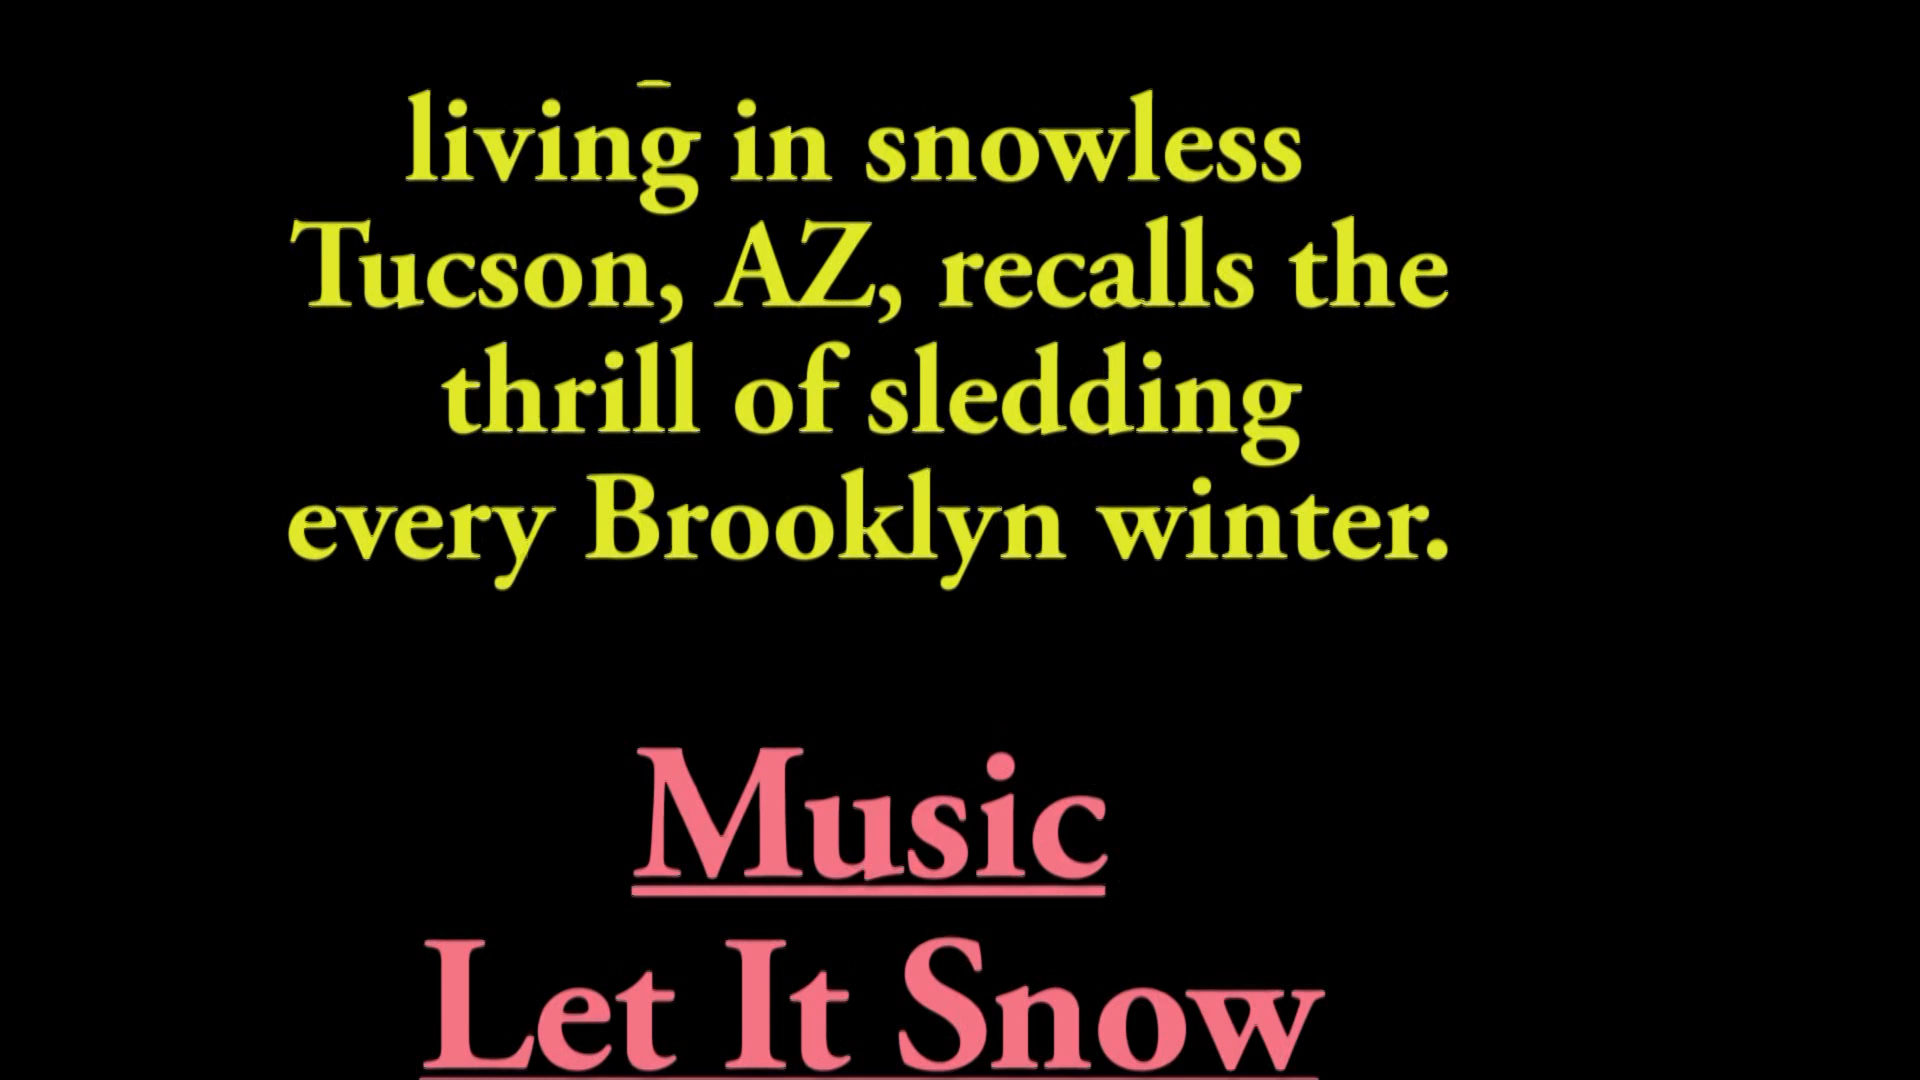 living in snowless
Tucson, AZ, recalls the
thrill of sledding
every Brooklyn winter.
Music
Let It Snow